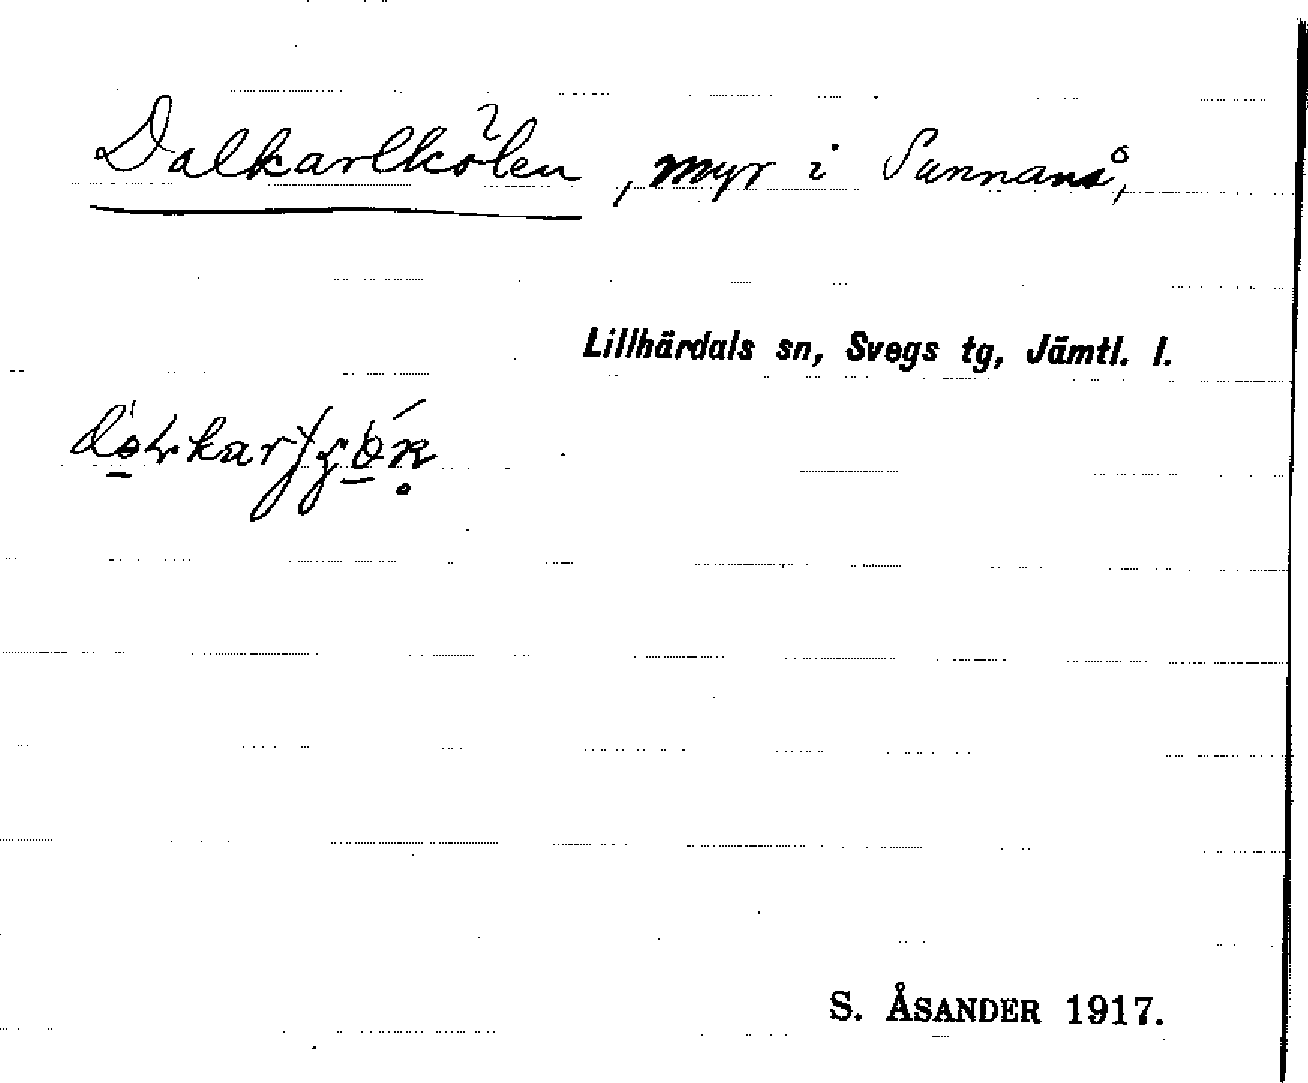 Dalkarlkölen, myr i Sunnanå,
Lillhärdals sn, Svegs tg, Jämtl. l.
S. ÅSANDER 1917.